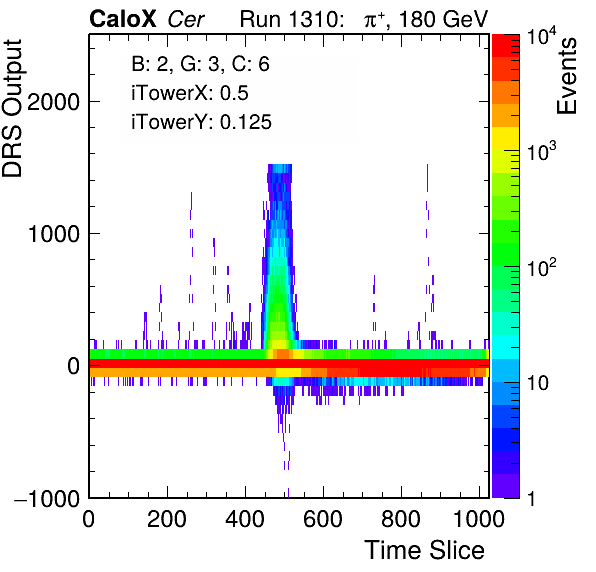 CaloX Cer Run 1310: π⁺, 180 GeV
B: 2, G: 3, C: 6
iTowerX: 0.5
iTowerY: 0.125
DRS Output
2000
1000
0
−1000
0 200 400 600 800 1000
Time Slice
Events
10⁴
10³
10²
10
1